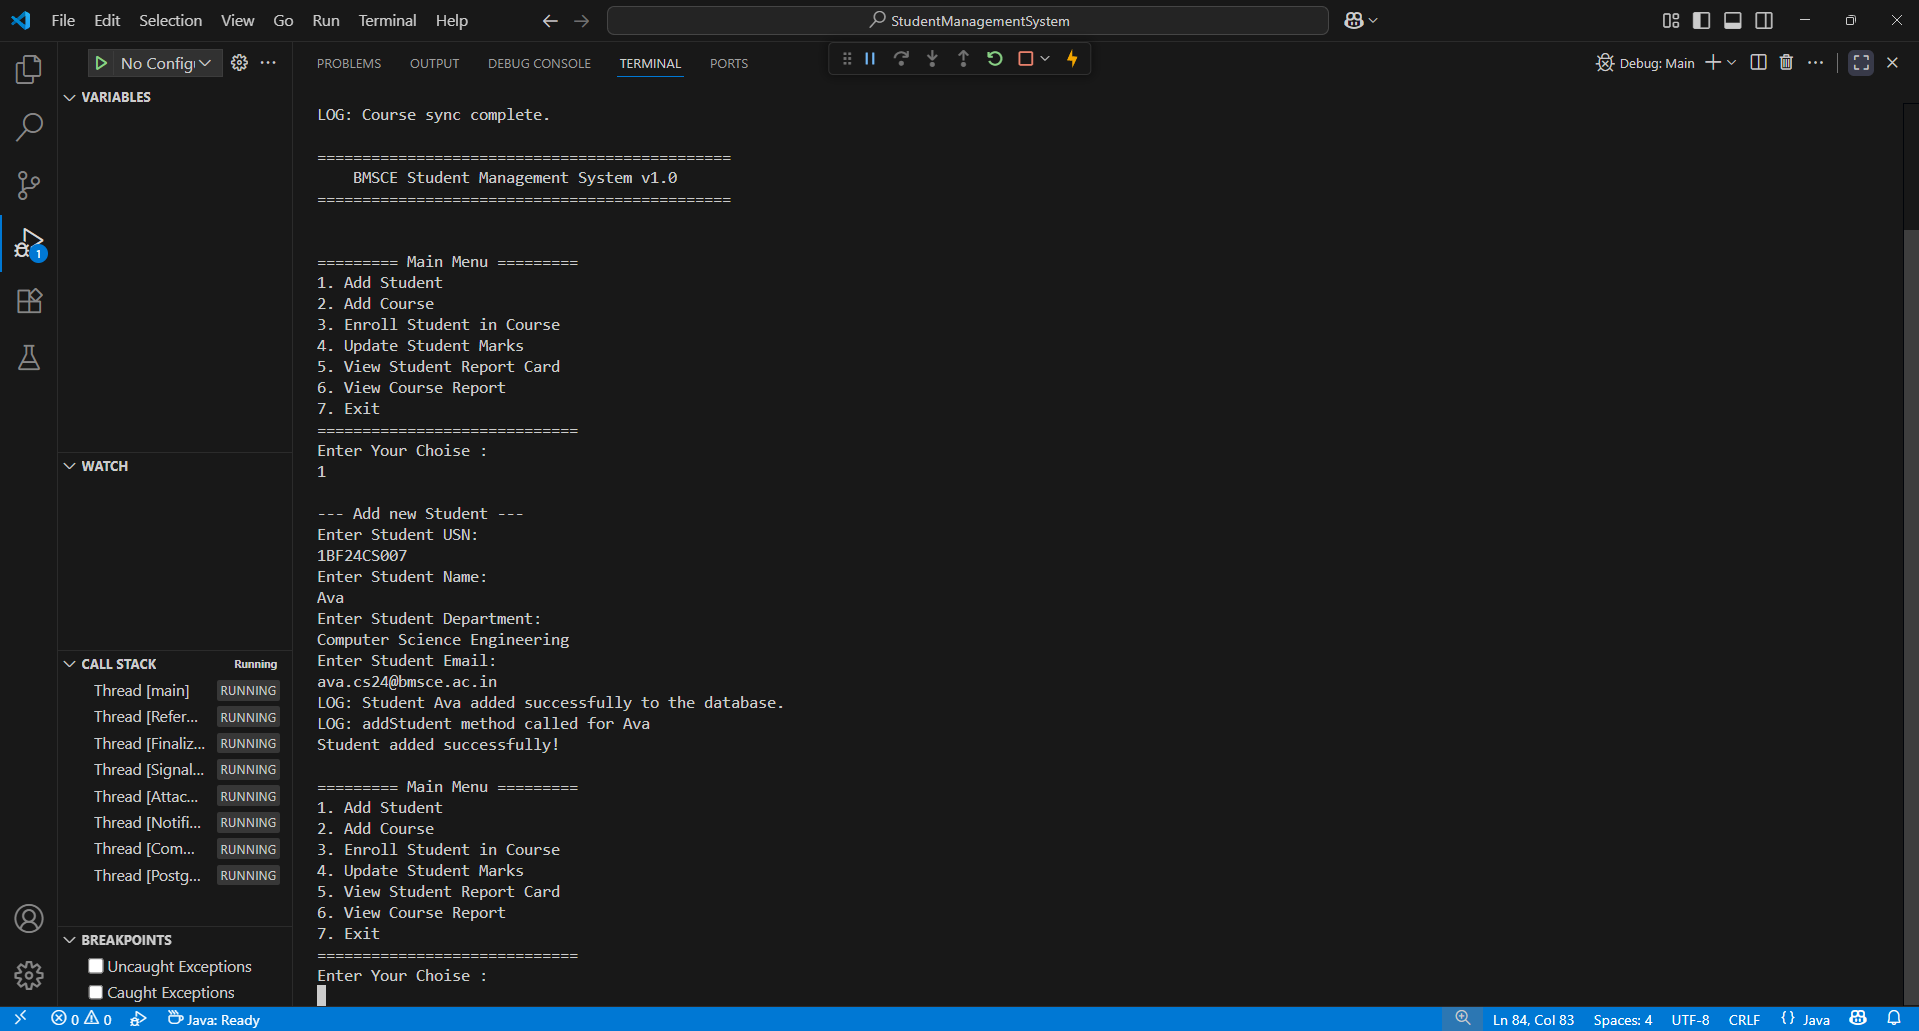 File Edit Selection View Go Run Terminal Help
StudentManagementSystem
No Config
PROBLEMS OUTPUT DEBUG CONSOLE TERMINAL PORTS
Debug: Main
VARIABLES
WATCH
CALL STACK Running
Thread [main] RUNNING
Thread [Refer... RUNNING
Thread [Finaliz... RUNNING
Thread [Signal... RUNNING
Thread [Attac... RUNNING
Thread [Notifi... RUNNING
Thread [Com... RUNNING
Thread [Postg... RUNNING
BREAKPOINTS
Uncaught Exceptions
Caught Exceptions
1
LOG: Course sync complete.
==============================================
BMSCE Student Management System v1.0
==============================================
========= Main Menu =========
1. Add Student
2. Add Course
3. Enroll Student in Course
4. Update Student Marks
5. View Student Report Card
6. View Course Report
7. Exit
=============================
Enter Your Choise :
1
--- Add new Student ---
Enter Student USN:
1BF24CS007
Enter Student Name:
Ava
Enter Student Department:
Computer Science Engineering
Enter Student Email:
ava.cs24@bmsce.ac.in
LOG: Student Ava added successfully to the database.
LOG: addStudent method called for Ava
Student added successfully!
========= Main Menu =========
1. Add Student
2. Add Course
3. Enroll Student in Course
4. Update Student Marks
5. View Student Report Card
6. View Course Report
7. Exit
=============================
Enter Your Choise :
0 0 Java: Ready
Ln 84, Col 83 Spaces: 4 UTF-8 CRLF {} Java